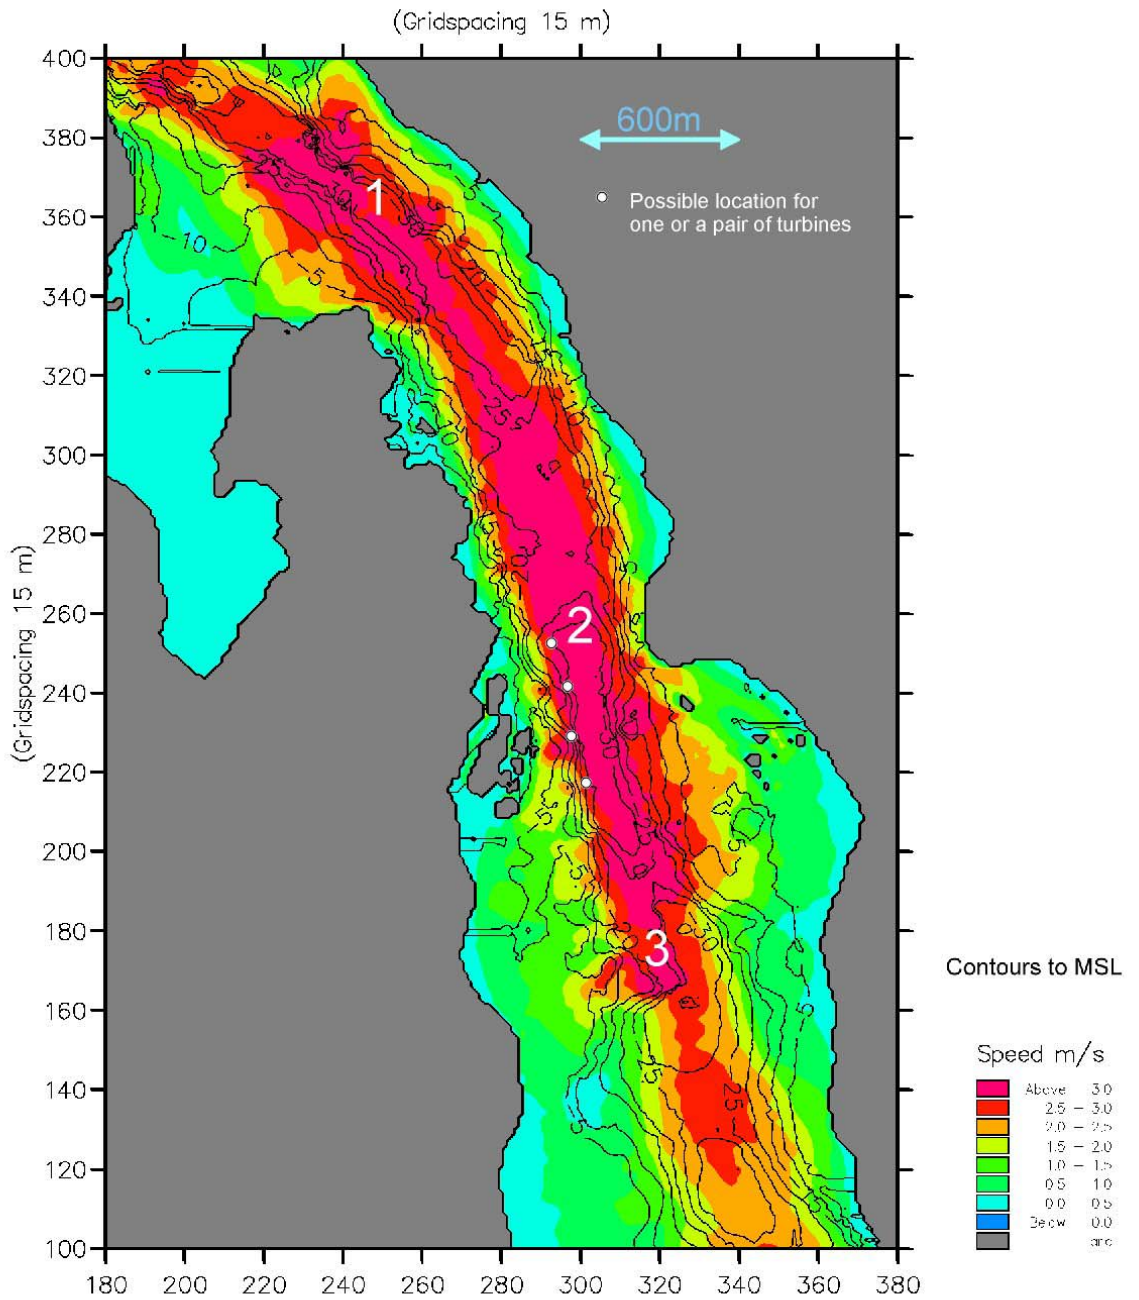 (Gridspacing 15 m)
400
380
360
340
320
300
280
260
240
220
200
180
160
140
120
100
(Gridspacing 15 m)
180 200 220 240 260 280 300 320 340 360 380
600m
Possible location for
one or a pair of turbines
1
2
3
-10
-5
25
25
25
Contours to MSL
Speed m/s
Above 3.0
2.5 - 3.0
2.0 - 2.5
1.5 - 2.0
1.0 - 1.5
0.5 1.0
0.0 0.5
Below 0.0